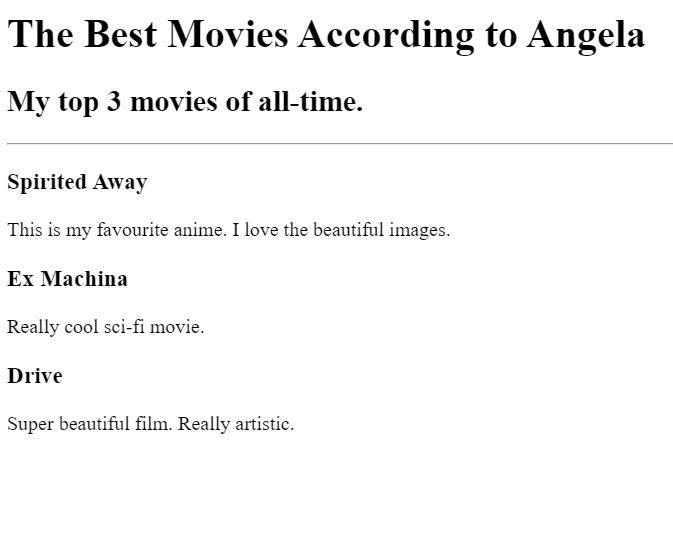 The Best Movies According to Angela
My top 3 movies of all-time.
Spirited Away
This is my favourite anime. I love the beautiful images.
Ex Machina
Really cool sci-fi movie.
Drive
Super beautiful film. Really artistic.